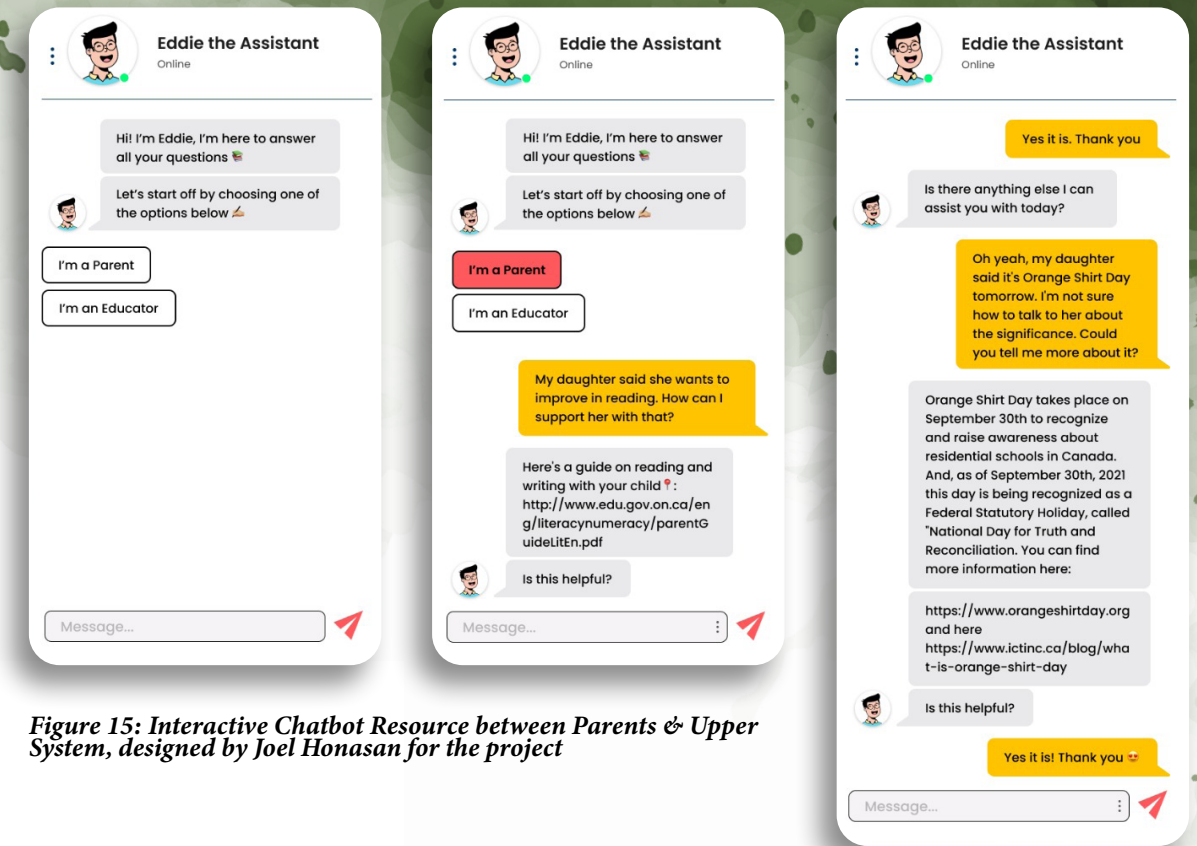 Eddie the Assistant
Online
Hi! I'm Eddie, I'm here to answer
all your questions 📚
Let's start off by choosing one of
the options below ✍️
I'm a Parent
I'm an Educator
Message...
Eddie the Assistant
Online
Hi! I'm Eddie, I'm here to answer
all your questions 📚
Let's start off by choosing one of
the options below ✍️
I'm a Parent
I'm an Educator
My daughter said she wants to
improve in reading. How can I
support her with that?
Here's a guide on reading and
writing with your child📍:
http://www.edu.gov.on.ca/en
g/literacynumeracy/parentG
uideLitEn.pdf
Is this helpful?
Message...
Eddie the Assistant
Online
Yes it is. Thank you
Is there anything else I can
assist you with today?
Oh yeah, my daughter
said it's Orange Shirt Day
tomorrow. I'm not sure
how to talk to her about
the significance. Could
you tell me more about it?
Orange Shirt Day takes place on
September 30th to recognize
and raise awareness about
residential schools in Canada.
And, as of September 30th, 2021
this day is being recognized as a
Federal Statutory Holiday, called
"National Day for Truth and
Reconciliation. You can find
more information here:
https://www.orangeshirtday.org
and here
https://www.ictinc.ca/blog/wha
t-is-orange-shirt-day
Is this helpful?
Yes it is! Thank you 😍
Message...
Figure 15: Interactive Chatbot Resource between Parents & Upper
System, designed by Joel Honasan for the project